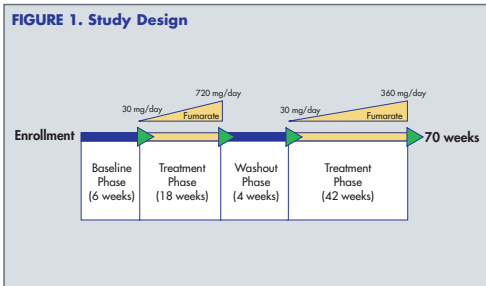 FIGURE 1. Study Design
720 mg/day
360 mg/day
30 mg/day
Fumarate
30 mg/day
Fumarate
Enrollment
70 weeks
Baseline
Phase
(6 weeks)
Treatment
Phase
(18 weeks)
Washout
Phase
(4 weeks)
Treatment
Phase
(42 weeks)